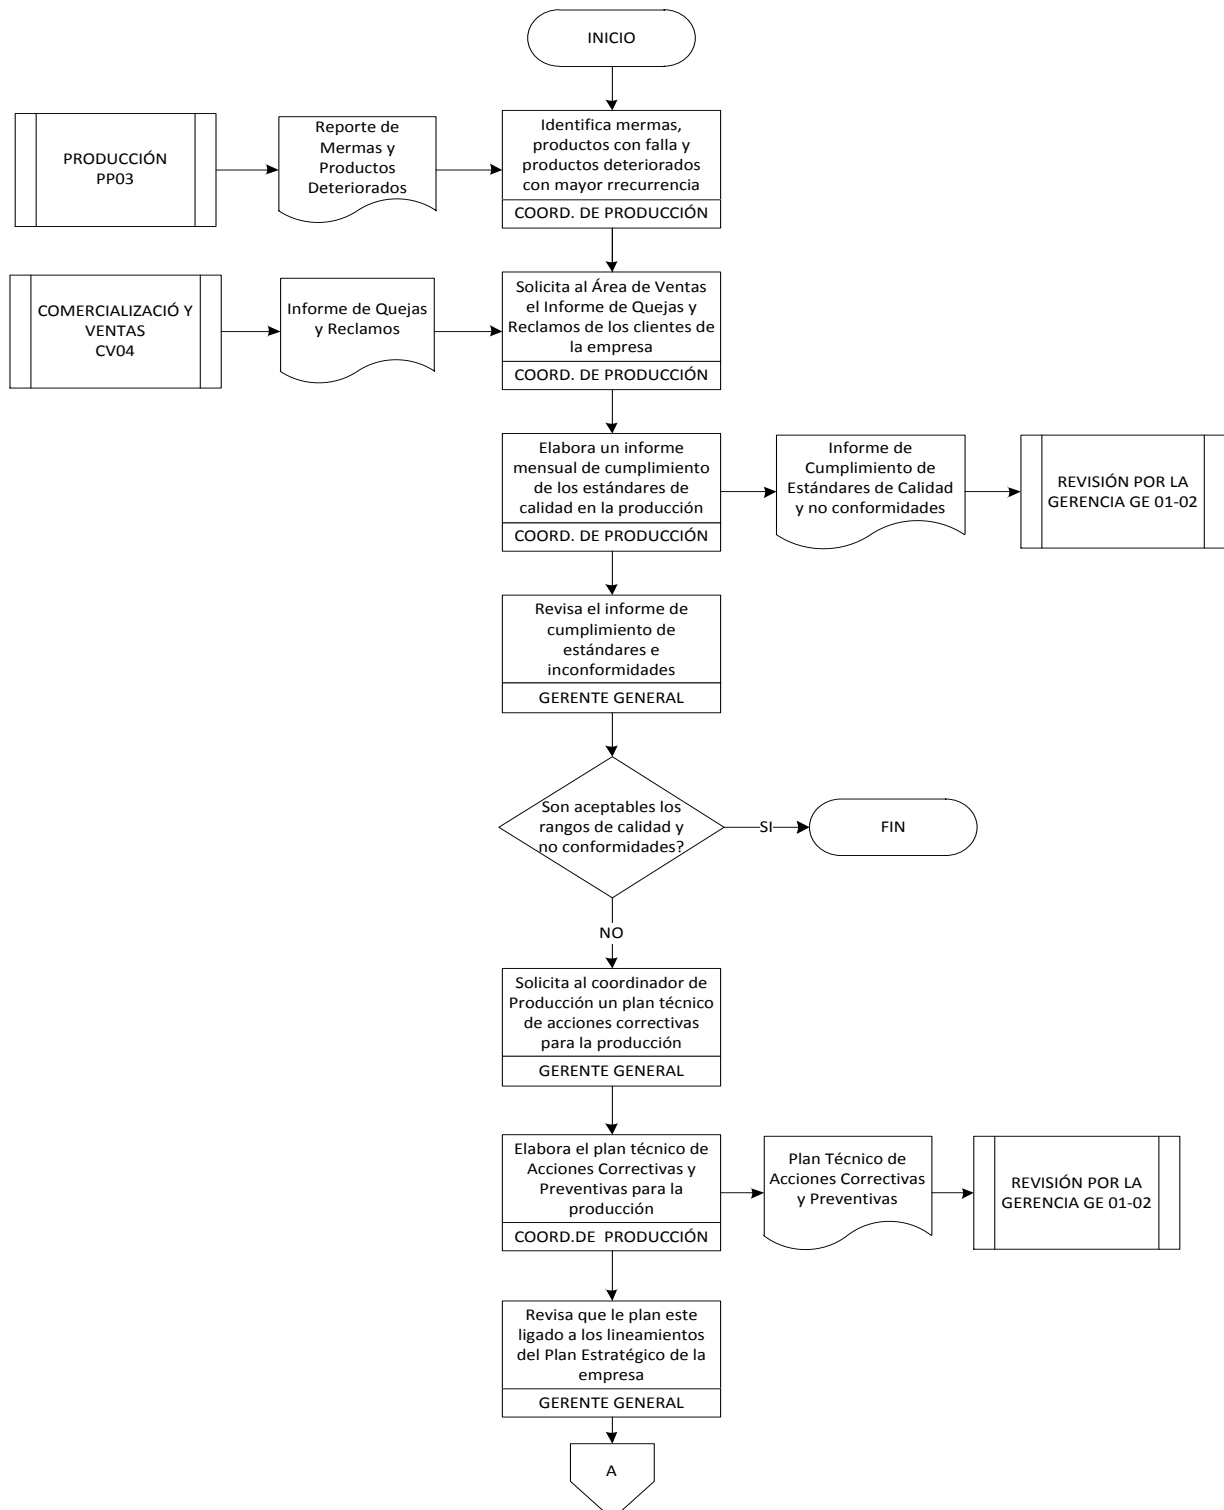 INICIO
PRODUCCIÓN
PP03
Reporte de
Mermas y
Productos
Deteriorados
Identifica mermas,
productos con falla y
productos deteriorados
con mayor rrecurrencia
COORD. DE PRODUCCIÓN
COMERCIALIZACIÓ Y
VENTAS
CV04
Informe de Quejas
y Reclamos
Solicita al Área de Ventas
el Informe de Quejas y
Reclamos de los clientes de
la empresa
COORD. DE PRODUCCIÓN
Elabora un informe
mensual de cumplimiento
de los estándares de
calidad en la producción
COORD. DE PRODUCCIÓN
Informe de
Cumplimiento de
Estándares de Calidad
y no conformidades
REVISIÓN POR LA
GERENCIA GE 01-02
Revisa el informe de
cumplimiento de
estándares e
inconformidades
GERENTE GENERAL
Son aceptables los
rangos de calidad y
no conformidades?
SI
FIN
NO
Solicita al coordinador de
Producción un plan técnico
de acciones correctivas
para la producción
GERENTE GENERAL
Elabora el plan técnico de
Acciones Correctivas y
Preventivas para la
producción
COORD.DE PRODUCCIÓN
Plan Técnico de
Acciones Correctivas
y Preventivas
REVISIÓN POR LA
GERENCIA GE 01-02
Revisa que le plan este
ligado a los lineamientos
del Plan Estratégico de la
empresa
GERENTE GENERAL
A